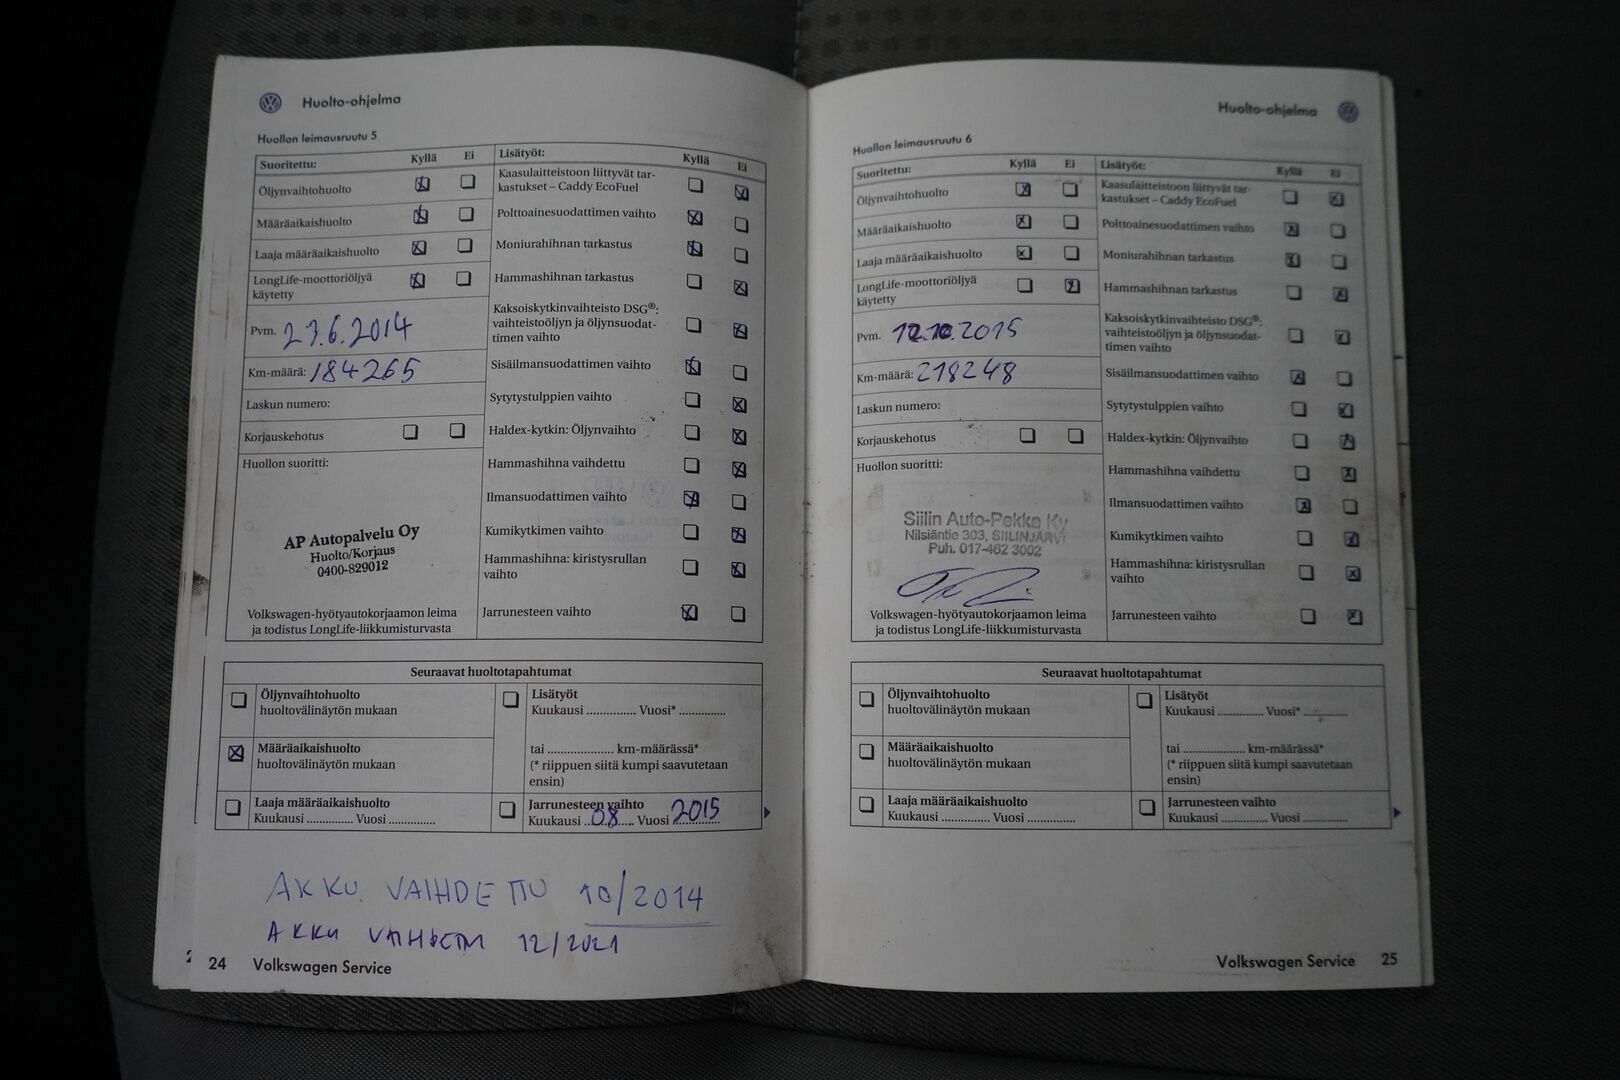 Huolto-ohjelma
Huollon leimausruutu 5
Suoritettu: Kyllä Ei
Öljynvaihtohuolto
Määräaikaishuolto
Laaja määräaikaishuolto
LongLife-moottoriöljyä
käytetty
Pvm. 23.6.2014
Km-määrä: 184265
Laskun numero:
Korjauskehotus
Huollon suoritti:
AP Autopalvelu Oy
Huolto/Korjaus
0400-829012
Volkswagen-hyötyautokorjaamon leima
ja todistus LongLife-liikkumisturvasta
Lisätyöt: Kyllä Ei
Kaasulaitteistoon liittyvät tar-
kastukset – Caddy EcoFuel
Polttoainesuodattimen vaihto
Moniurahihnan tarkastus
Hammashihnan tarkastus
Kaksoiskytkinvaihteisto DSG®:
vaihteistoöljyn ja öljynsuodat-
timen vaihto
Sisäilmansuodattimen vaihto
Sytytystulppien vaihto
Haldex-kytkin: Öljynvaihto
Hammashihna vaihdettu
Ilmansuodattimen vaihto
Kumikytkimen vaihto
Hammashihna: kiristysrullan
vaihto
Jarrunesteen vaihto
Seuraavat huoltotapahtumat
Öljynvaihtohuolto
huoltovälinäytön mukaan
Määräaikaishuolto
huoltovälinäytön mukaan
Laaja määräaikaishuolto
Kuukausi .............. Vuosi ..............
Lisätyöt
Kuukausi .............. Vuosi* ..............
tai .................... km-määrässä*
(* riippuen siitä kumpi saavutetaan
ensin)
Jarrunesteen vaihto
Kuukausi ..08.... Vuosi 2015
AKKU VAIHDETTU 10/2014
AKKU VAIHDETTU 12/2021
24 Volkswagen Service
Huolto-ohjelma
Huollon leimausruutu 6
Suoritettu: Kyllä Ei
Öljynvaihtohuolto
Määräaikaishuolto
Laaja määräaikaishuolto
LongLife-moottoriöljyä
käytetty
Pvm. 12.10.2015
Km-määrä: 218248
Laskun numero:
Korjauskehotus
Huollon suoritti:
Siilin Auto-Pekka Ky
Nilsiäntie 303, SIILINJÄRVI
Puh. 017-462 3002
Volkswagen-hyötyautokorjaamon leima
ja todistus LongLife-liikkumisturvasta
Lisätyöt: Kyllä Ei
Kaasulaitteistoon liittyvät tar-
kastukset – Caddy EcoFuel
Polttoainesuodattimen vaihto
Moniurahihnan tarkastus
Hammashihnan tarkastus
Kaksoiskytkinvaihteisto DSG®:
vaihteistoöljyn ja öljynsuodat-
timen vaihto
Sisäilmansuodattimen vaihto
Sytytystulppien vaihto
Haldex-kytkin: Öljynvaihto
Hammashihna vaihdettu
Ilmansuodattimen vaihto
Kumikytkimen vaihto
Hammashihna: kiristysrullan
vaihto
Jarrunesteen vaihto
Seuraavat huoltotapahtumat
Öljynvaihtohuolto
huoltovälinäytön mukaan
Määräaikaishuolto
huoltovälinäytön mukaan
Laaja määräaikaishuolto
Kuukausi .............. Vuosi ..............
Lisätyöt
Kuukausi .............. Vuosi* ..............
tai .................... km-määrässä*
(* riippuen siitä kumpi saavutetaan
ensin)
Jarrunesteen vaihto
Kuukausi .............. Vuosi ..............
Volkswagen Service 25